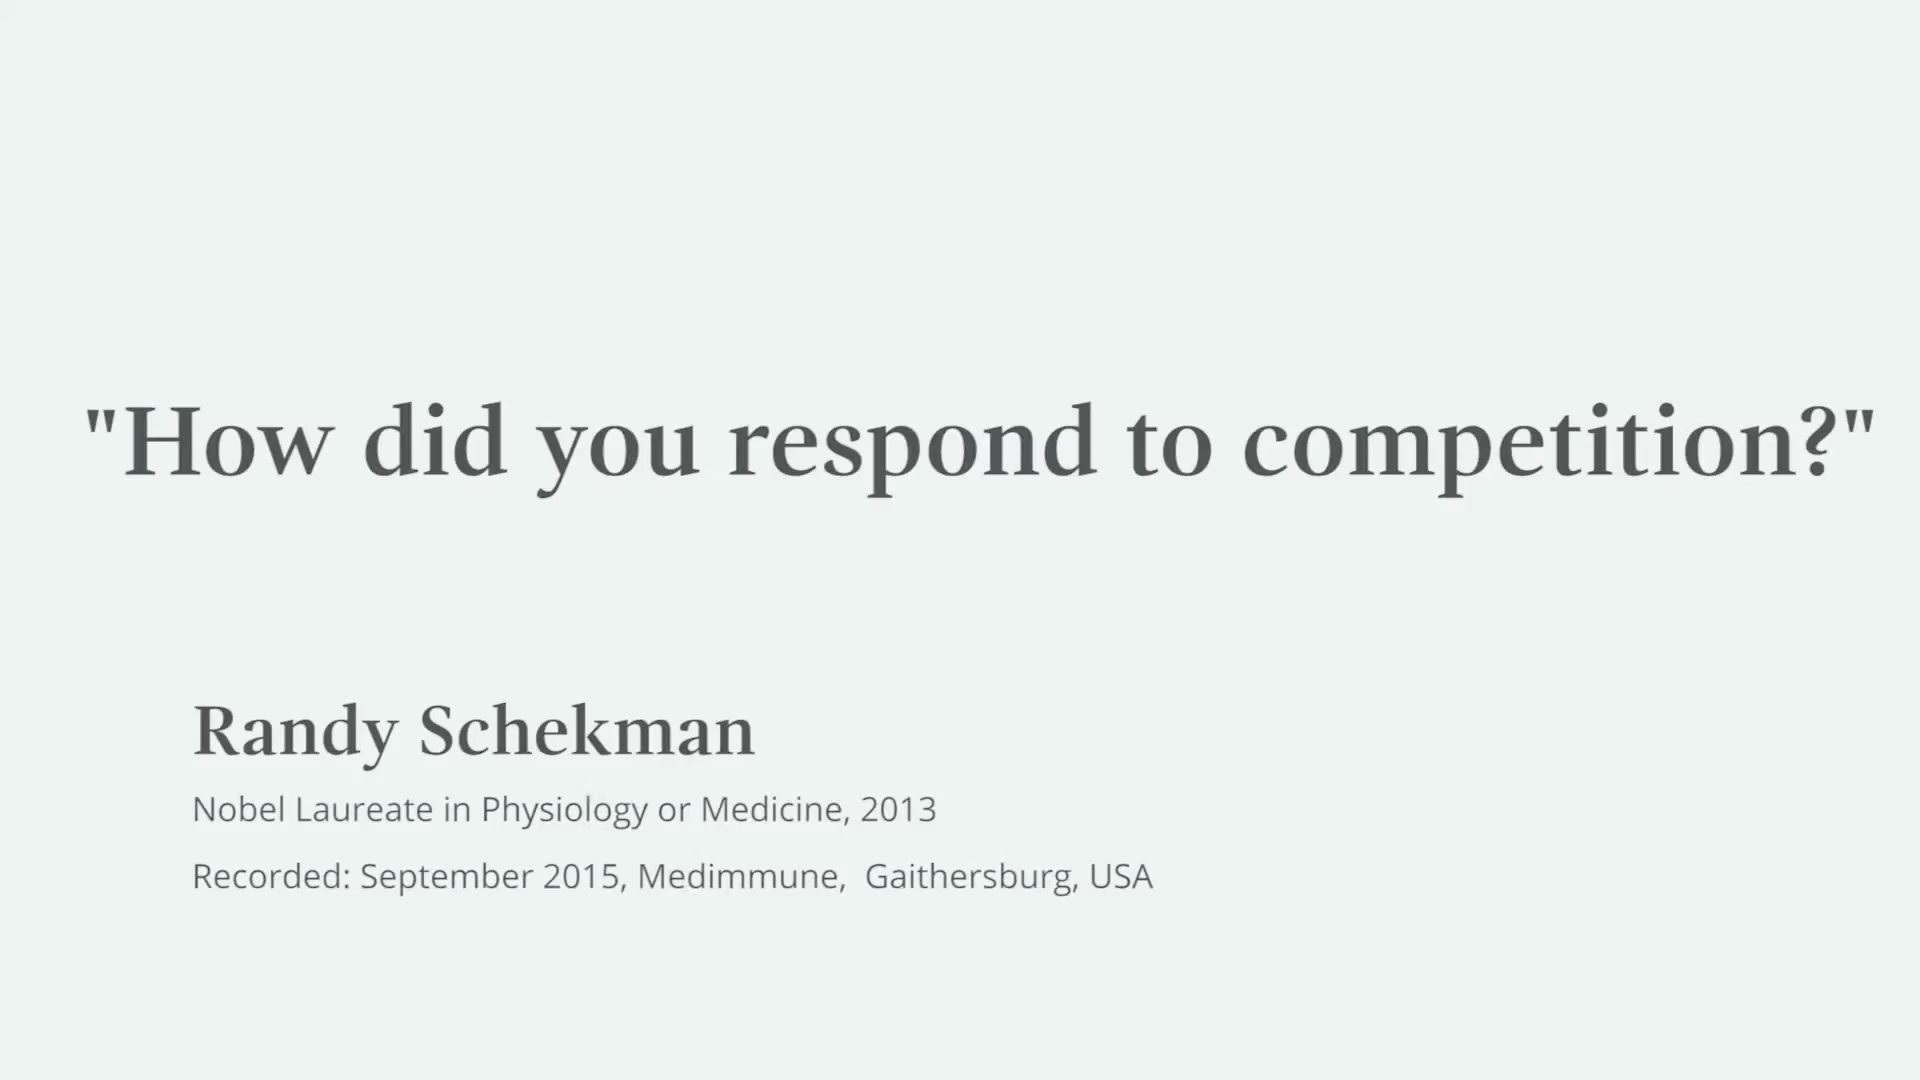 "How did you respond to competition?"
Randy Schekman
Nobel Laureate in Physiology or Medicine, 2013
Recorded: September 2015, Medimmune,  Gaithersburg, USA